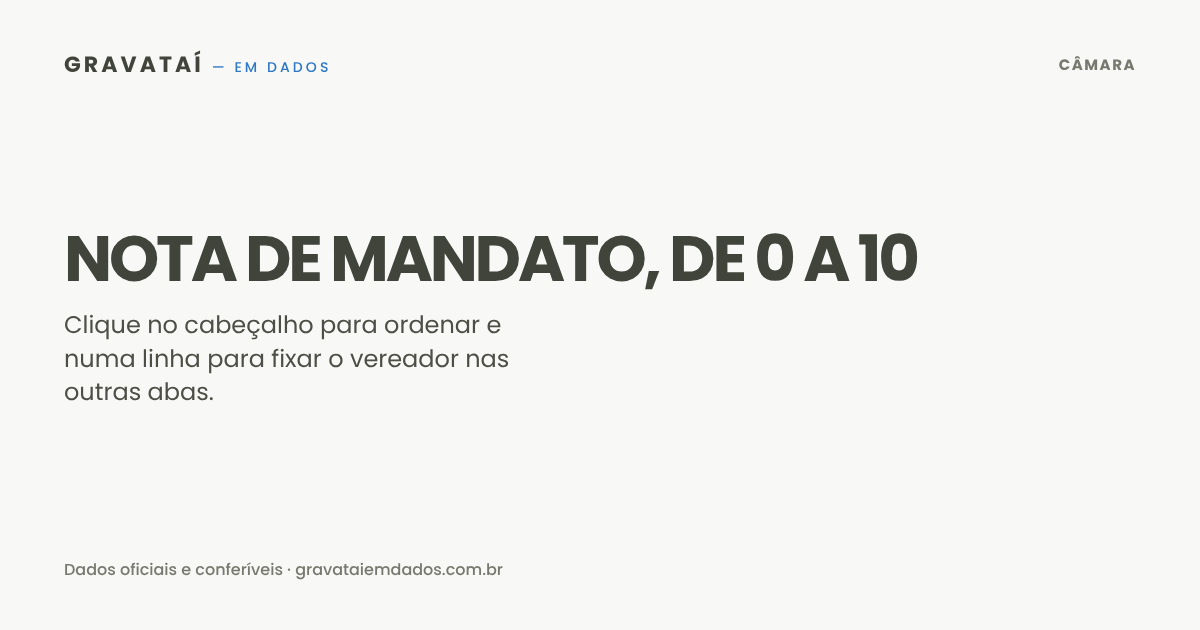 GRAVATAÍ — EM DADOS
CÂMARA
NOTA DE MANDATO, DE 0 A 10
Clique no cabeçalho para ordenar e
numa linha para fixar o vereador nas
outras abas.
Dados oficiais e conferíveis · gravataiemdados.com.br